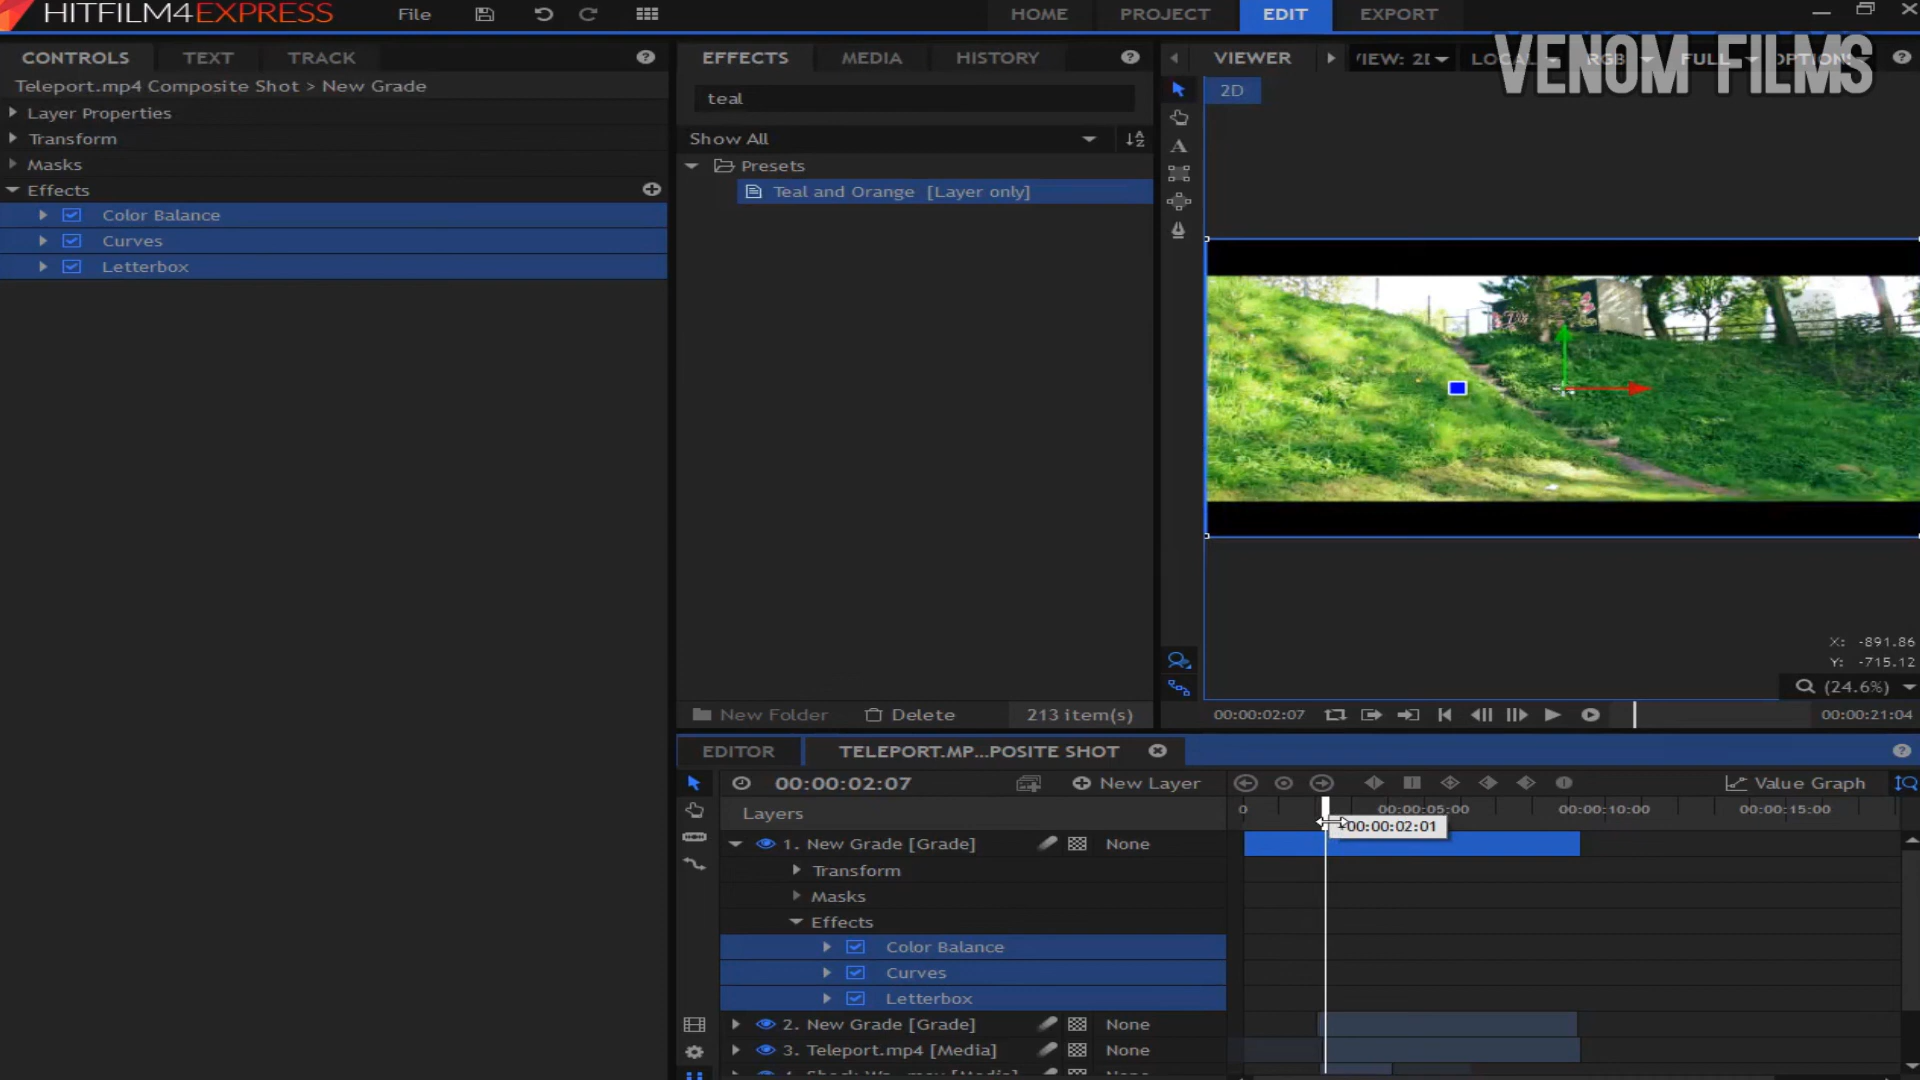 HITFILM4EXPRESS
File
HOME
PROJECT
EDIT
EXPORT
VENOM FILMS
CONTROLS
TEXT
TRACK
EFFECTS
MEDIA
HISTORY
VIEWER
FULL
Teleport.mp4 Composite Shot > New Grade
Layer Properties
Transform
Masks
Effects
Color Balance
Curves
Letterbox
teal
Show All
Presets
Teal and Orange [Layer only]
2D
X: -891.86
Y: -715.12
(24.6%)
New Folder
Delete
213 item(s)
00:00:02:07
00:00:21:04
EDITOR
TELEPORT.MP...POSITE SHOT
00:00:02:07
New Layer
Value Graph
Layers
0
00:00:05:00
00:00:10:00
00:00:15:00
+00:00:02:01
1. New Grade [Grade]
None
Transform
Masks
Effects
Color Balance
Curves
Letterbox
2. New Grade [Grade]
None
3. Teleport.mp4 [Media]
None